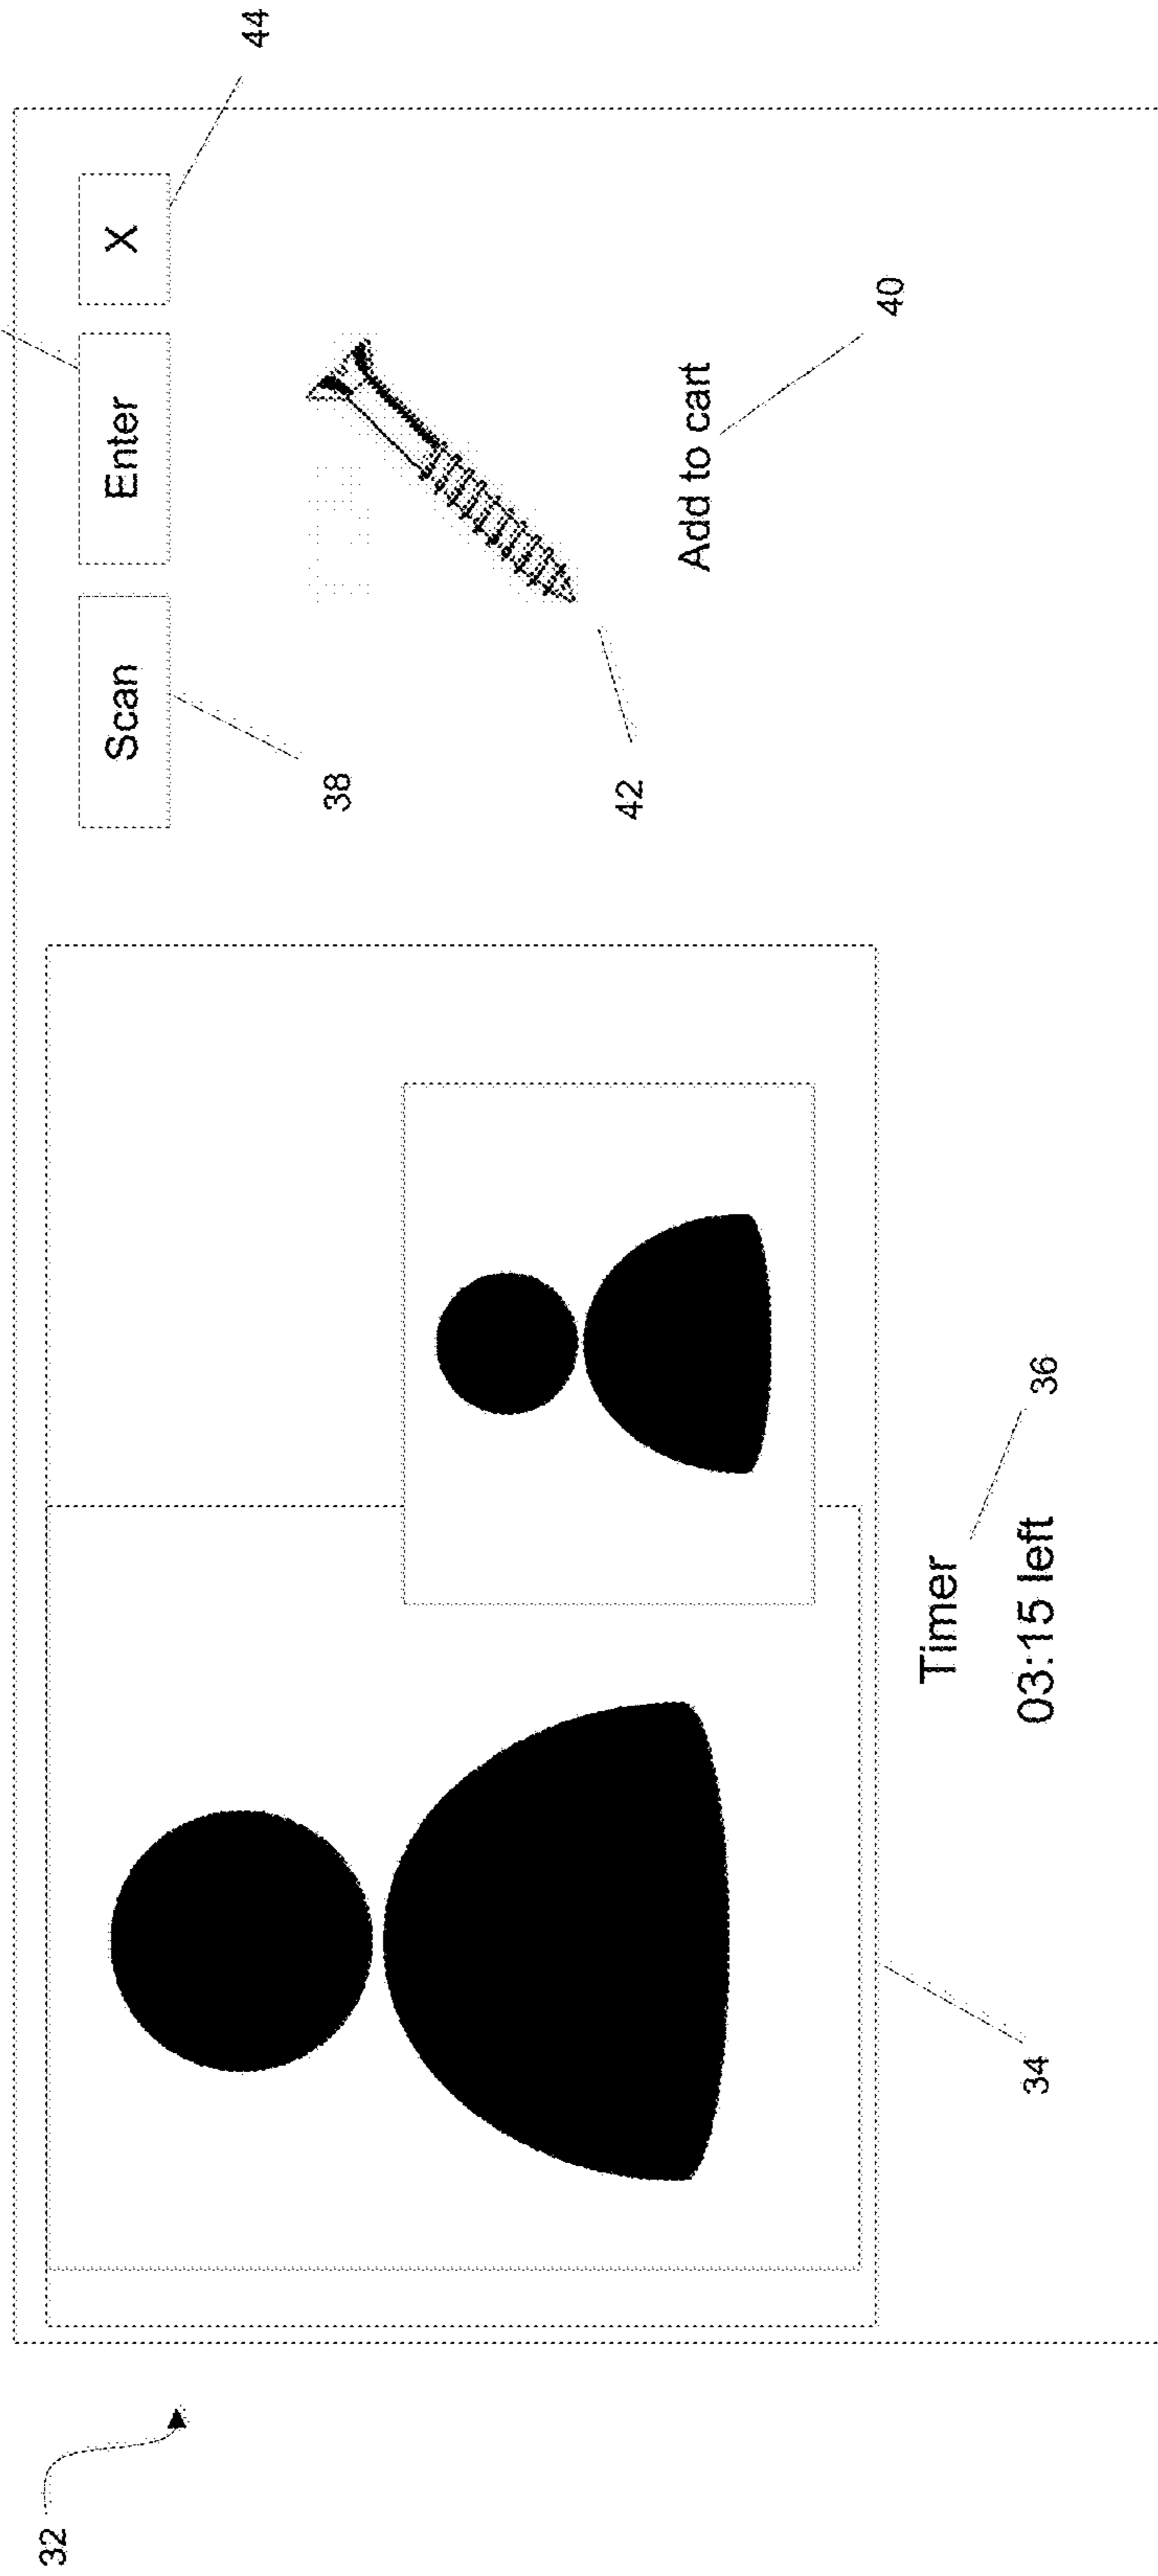 32
Scan
Enter
X
44
38
42
Add to cart
40
Timer
36
03:15 left
34